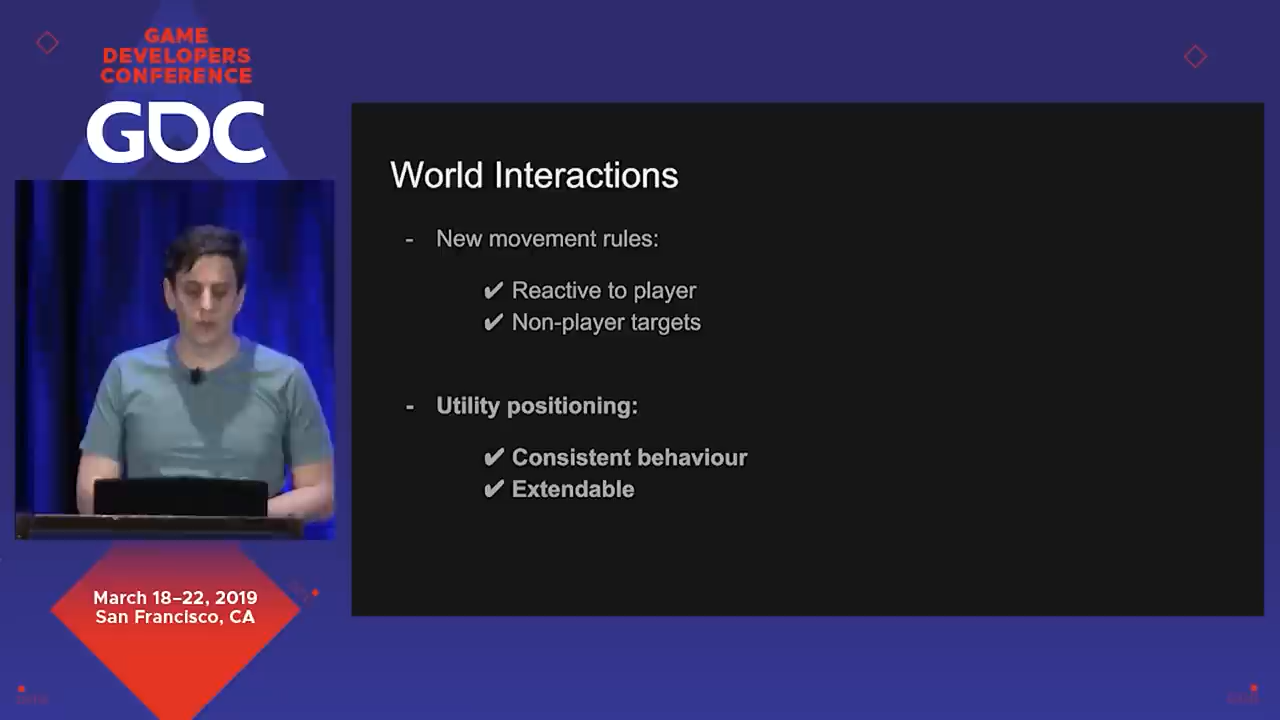 GAME
DEVELOPERS
CONFERENCE
GDC
World Interactions
- New movement rules:
✔ Reactive to player
✔ Non-player targets
- Utility positioning:
✔ Consistent behaviour
✔ Extendable
March 18–22, 2019
San Francisco, CA